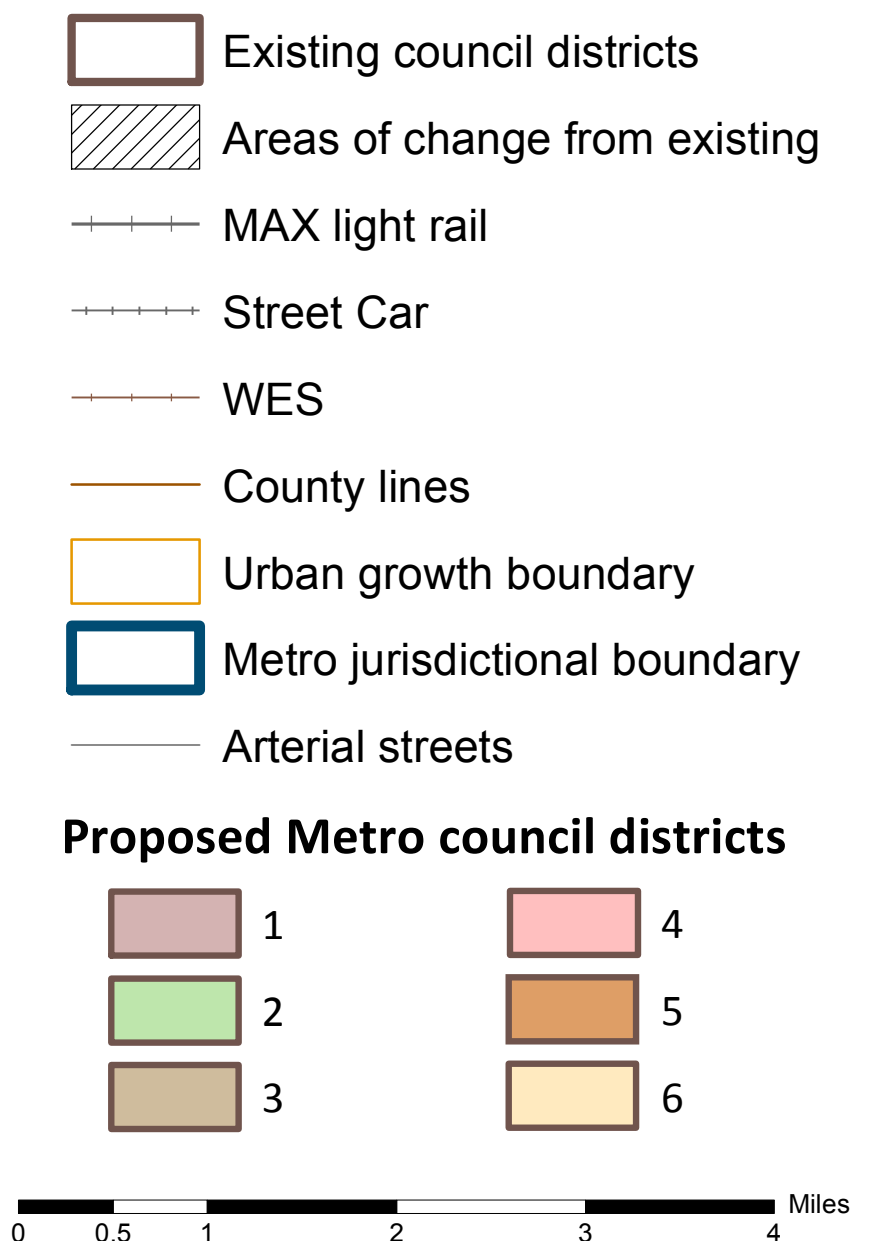 Existing council districts
Areas of change from existing
MAX light rail
Street Car
WES
County lines
Urban growth boundary
Metro jurisdictional boundary
Arterial streets
Proposed Metro council districts
1 4
2 5
3 6
Miles
0 0.5 1 2 3 4